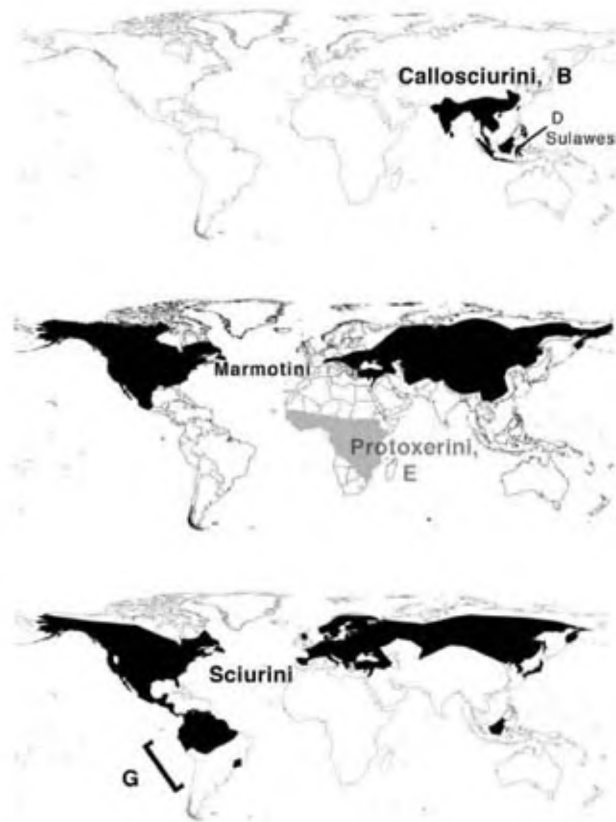 Callosciurini, B
D
Sulawes
Marmotini
Protoxerini,
E
Sciurini
G